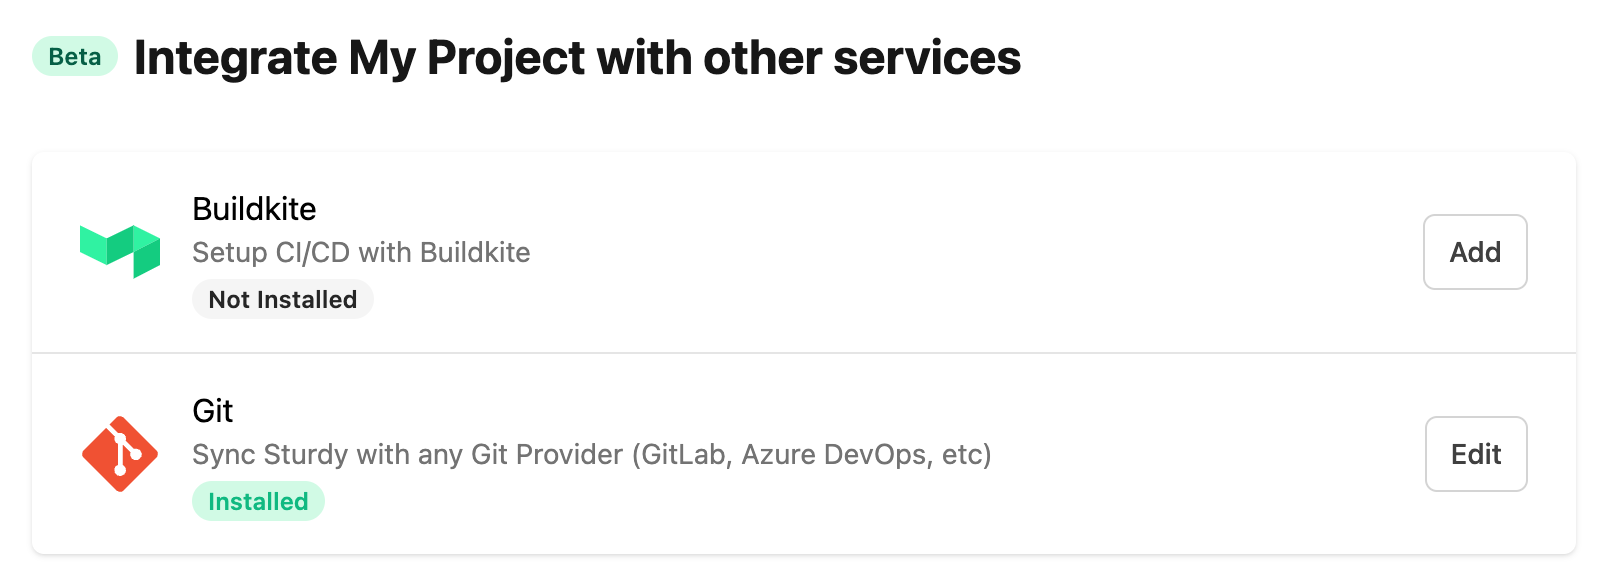 Beta Integrate My Project with other services
Buildkite
Setup CI/CD with Buildkite
Not Installed
Add
Git
Sync Sturdy with any Git Provider (GitLab, Azure DevOps, etc)
Installed
Edit